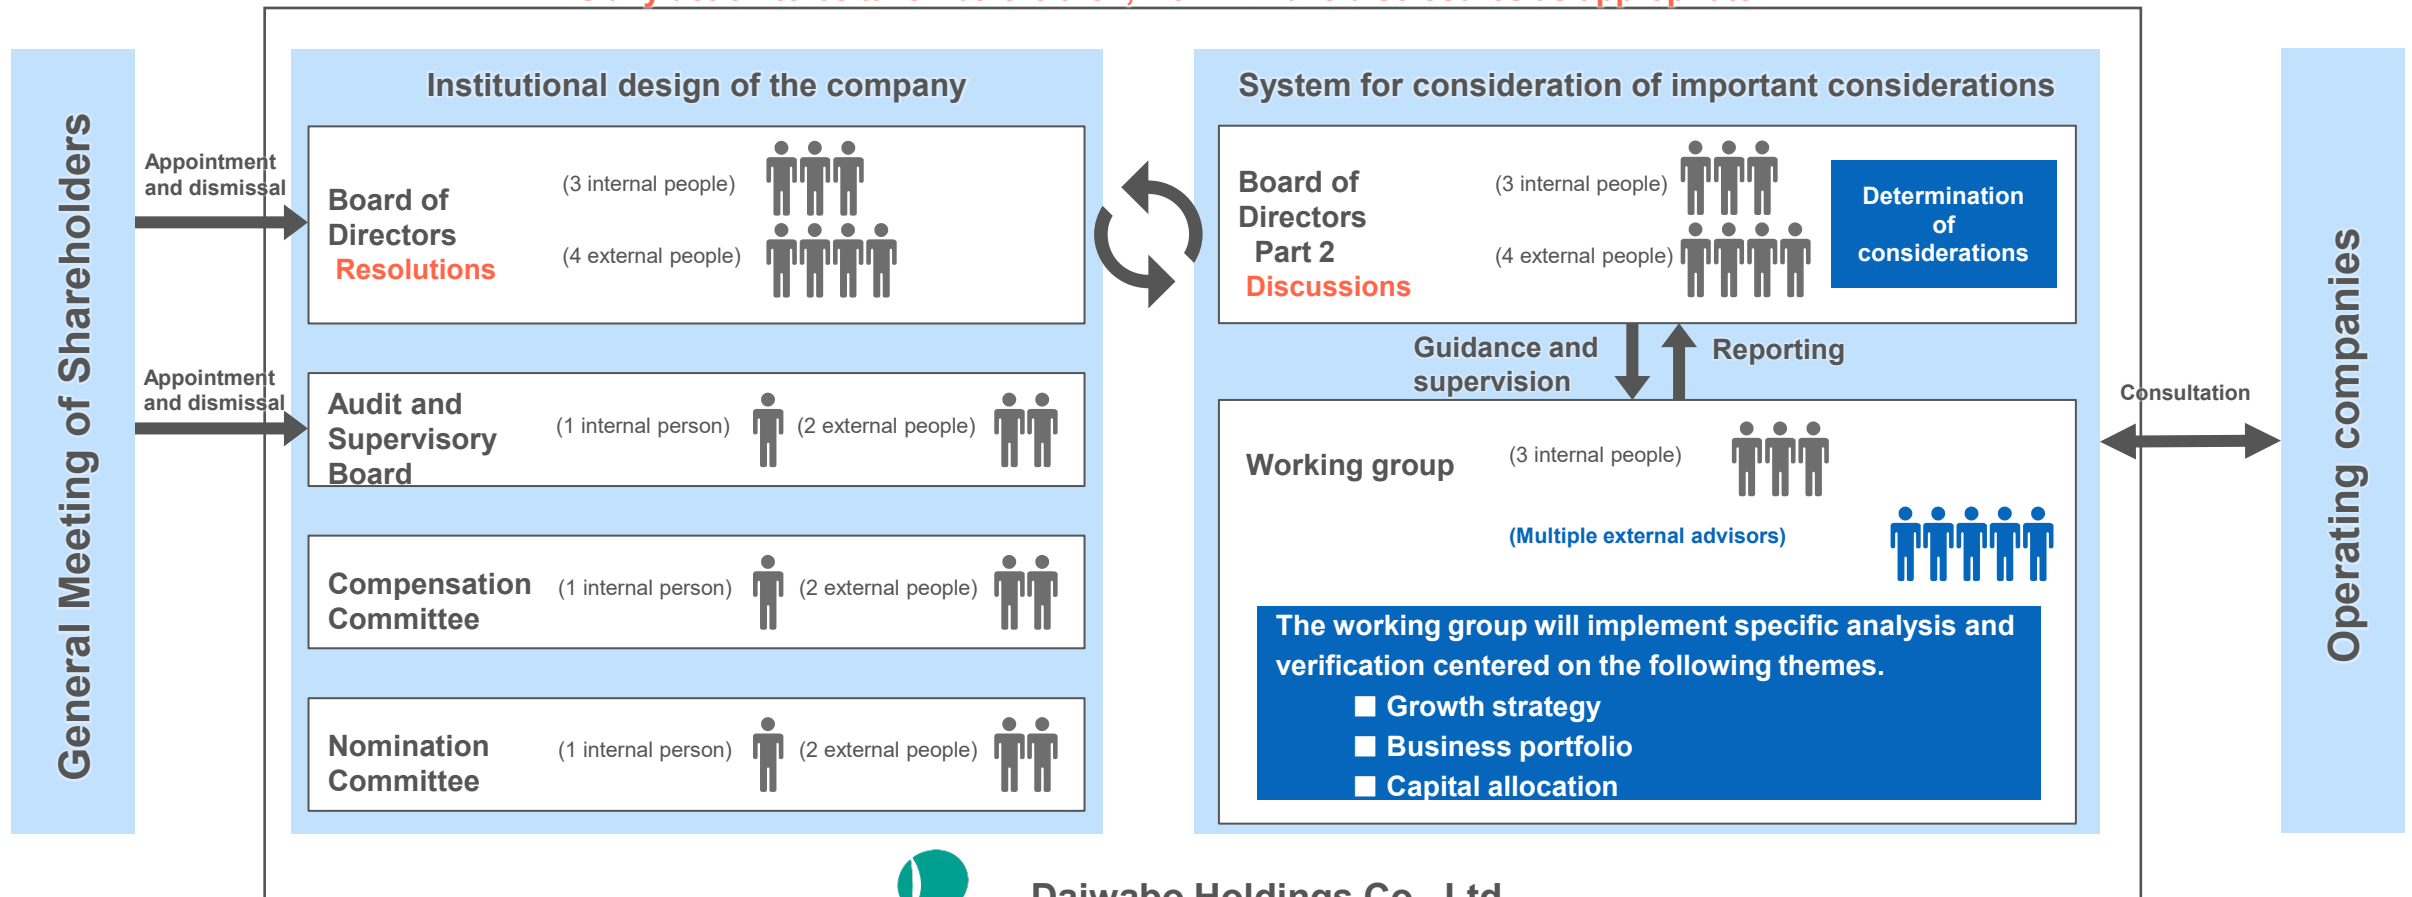 General Meeting of Shareholders
Appointment
and dismissal
Appointment
and dismissal
Institutional design of the company
Board of
Directors
Resolutions
(3 internal people)
(4 external people)
Audit and
Supervisory
Board
(1 internal person)
(2 external people)
Compensation
Committee
(1 internal person)
(2 external people)
Nomination
Committee
(1 internal person)
(2 external people)
System for consideration of important considerations
Board of
Directors
Part 2
Discussions
(3 internal people)
(4 external people)
Determination
of
considerations
Guidance and
supervision
Reporting
Working group
(3 internal people)
(Multiple external advisors)
The working group will implement specific analysis and
verification centered on the following themes.
■ Growth strategy
■ Business portfolio
■ Capital allocation
Consultation
Operating companies
Daiwabo Holdings Co., Ltd.